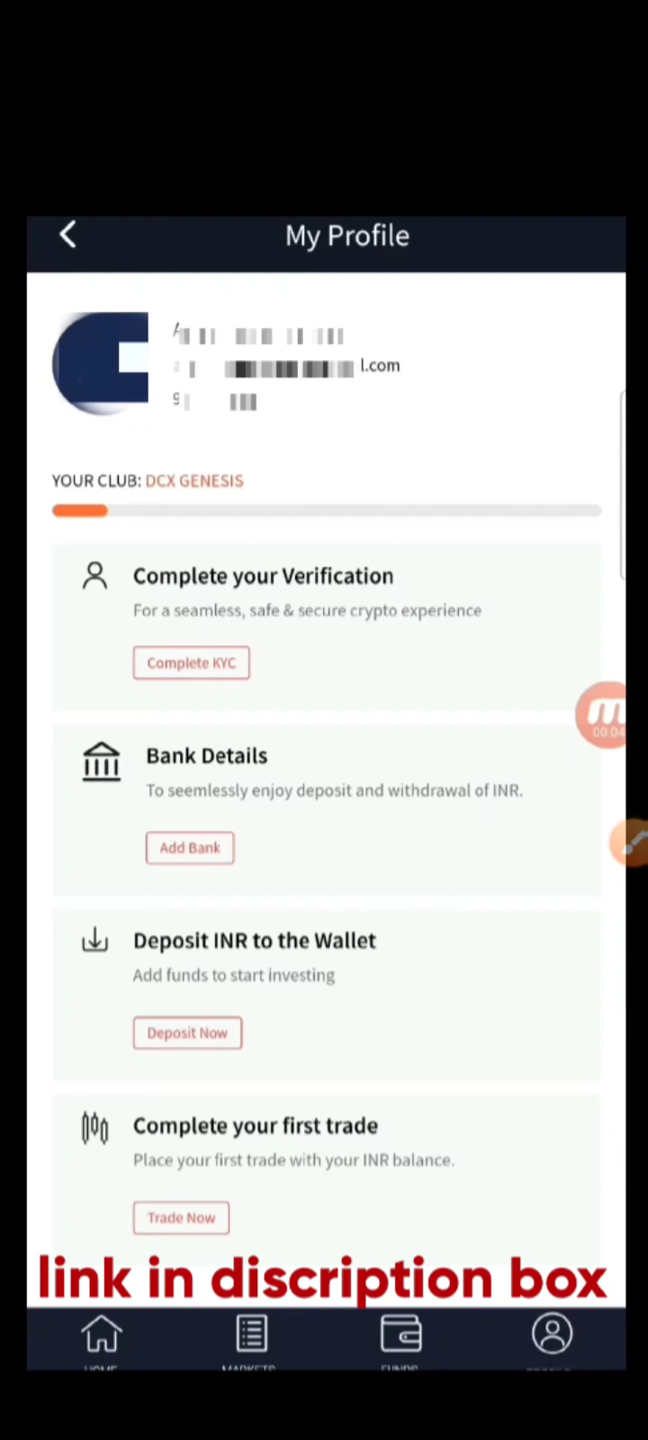 My Profile
l.com
YOUR CLUB: DCX GENESIS
Complete your Verification
For a seamless, safe & secure crypto experience
Complete KYC
00:04
Bank Details
To seemlessly enjoy deposit and withdrawal of INR.
Add Bank
Deposit INR to the Wallet
Add funds to start investing
Deposit Now
Complete your first trade
Place your first trade with your INR balance.
Trade Now
link in discription box
HOME
MARKETS
FUNDS